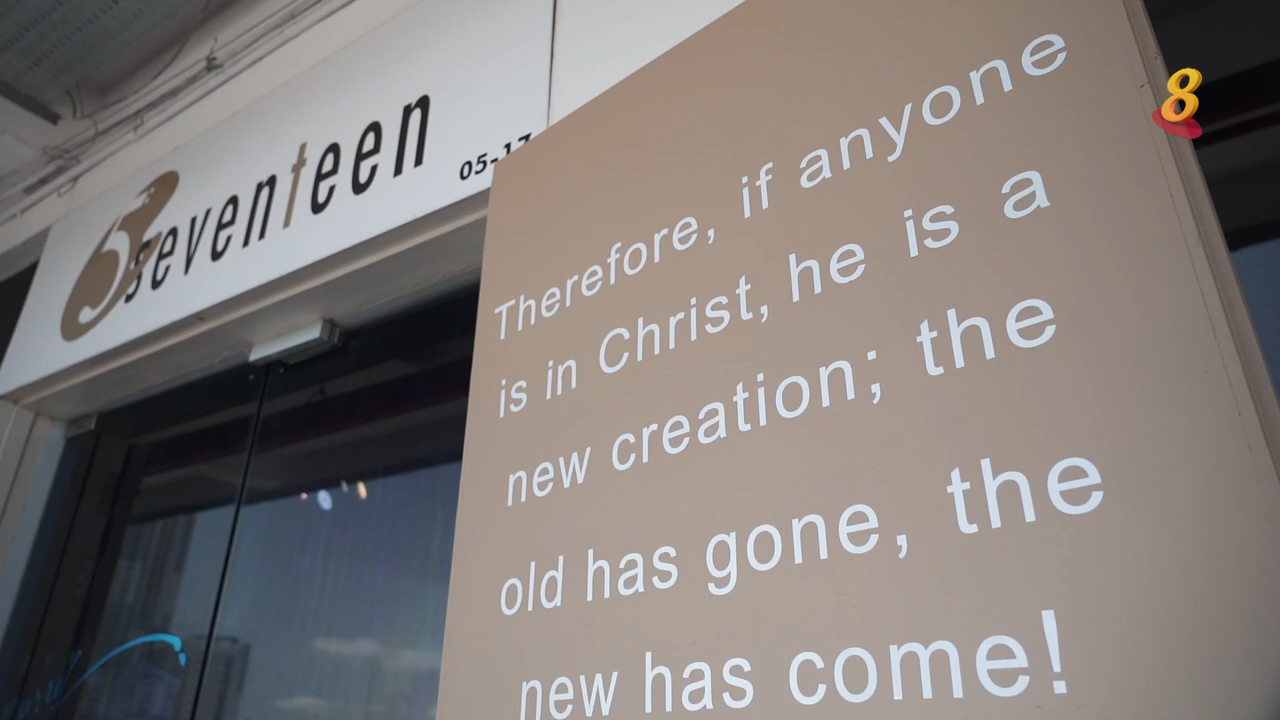 seventeen
05-17
Therefore, if anyone
is in Christ, he is a
new creation; the
old has gone, the
new has come!
8